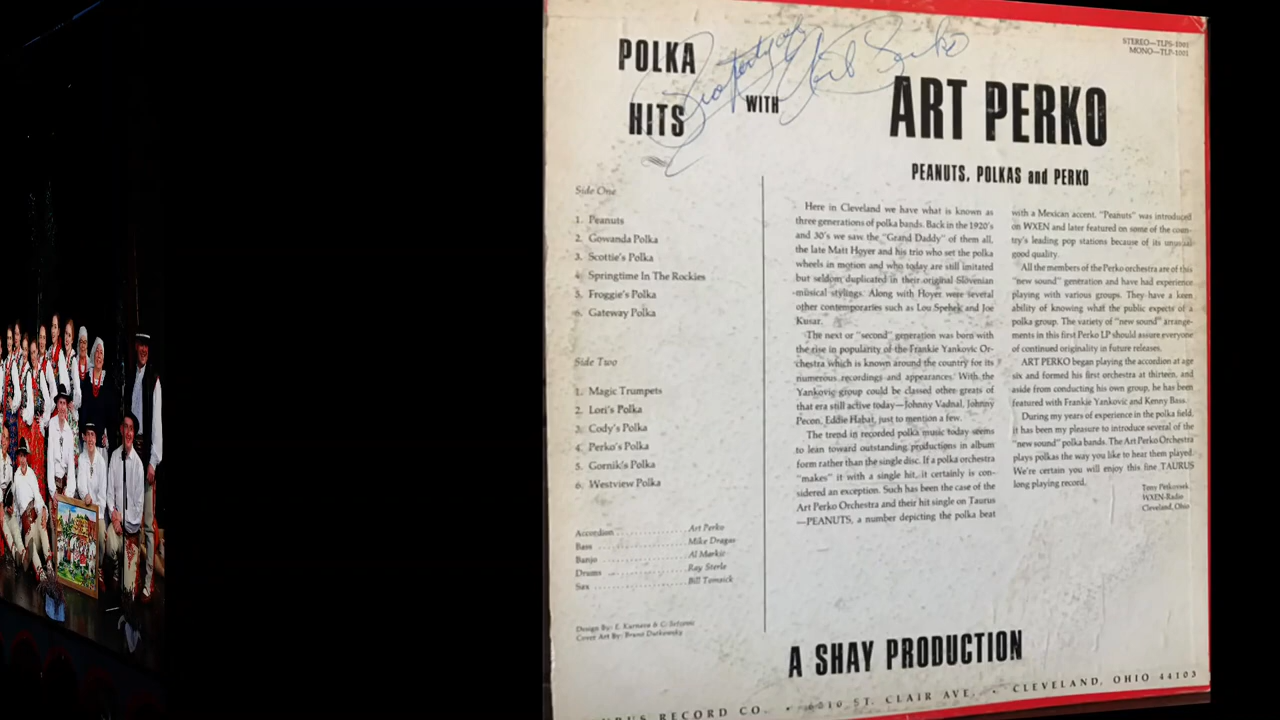 Property of Art Perko
POLKA
HITS
WITH
ART PERKO
PEANUTS, POLKAS and PERKO
STEREO—TLPS-1001
MONO—TLP-1001
Side One
1. Peanuts
2. Gowanda Polka
3. Scottie's Polka
4. Springtime In The Rockies
5. Froggie's Polka
6. Gateway Polka
Side Two
1. Magic Trumpets
2. Lori's Polka
3. Cody's Polka
4. Perko's Polka
5. Gornik's Polka
6. Westview Polka
Accordion Art Perko
Bass Mike Dragas
Banjo Al Markic
Drums Ray Sterle
Sax Bill Tomsick
Design By: E. Karnasa & C.
Cover Art By: Bruno
Here in Cleveland we have what is known as
three generations of polka bands. Back in the 1920's
and 30's we saw the "Grand Daddy" of them all,
the late Matt Hoyer and his trio who set the polka
wheels in motion and who today are still imitated
but seldom duplicated in their original Slovenian
musical stylings. Along with Hoyer were several
other contemporaries such as Lou Spehek and Joe
Kusar.
The next or "second" generation was born with
the rise in popularity of the Frankie Yankovic Or-
chestra which is known around the country for its
numerous recordings and appearances. With the
Yankovic group could be classed other greats of
that era still active today—Johnny Vadnal, Johnny
Pecon, Eddie Habat, just to mention a few.
The trend in recorded polka music today seems
to lean toward outstanding productions in album
form rather than the single disc. If a polka orchestra
"makes" it with a single hit, it certainly is con-
sidered an exception. Such has been the case of the
Art Perko Orchestra and their hit single on Taurus
—PEANUTS, a number depicting the polka beat
with a Mexican accent. "Peanuts" was introduced
on WXEN and later featured on some of the coun-
try's leading pop stations because of its unusual
good quality.
All the members of the Perko orchestra are of this
"new sound" generation and have had experience
playing with various groups. They have a keen
ability of knowing what the public expects of a
polka group. The variety of "new sound" arrange-
ments in this first Perko LP should assure everyone
of continued originality in future releases.
ART PERKO began playing the accordion at age
six and formed his first orchestra at thirteen, and
aside from conducting his own group, he has been
featured with Frankie Yankovic and Kenny Bass.
During my years of experience in the polka field,
it has been my pleasure to introduce several of the
"new sound" polka bands. The Art Perko Orchestra
plays polkas the way you like to hear them played.
We're certain you will enjoy this fine TAURUS
long playing record.
Tony Petkovsek
WXEN-Radio
Cleveland, Ohio
A SHAY PRODUCTION
RECORD CO. • ST. CLAIR AVE. • CLEVELAND, OHIO 44103